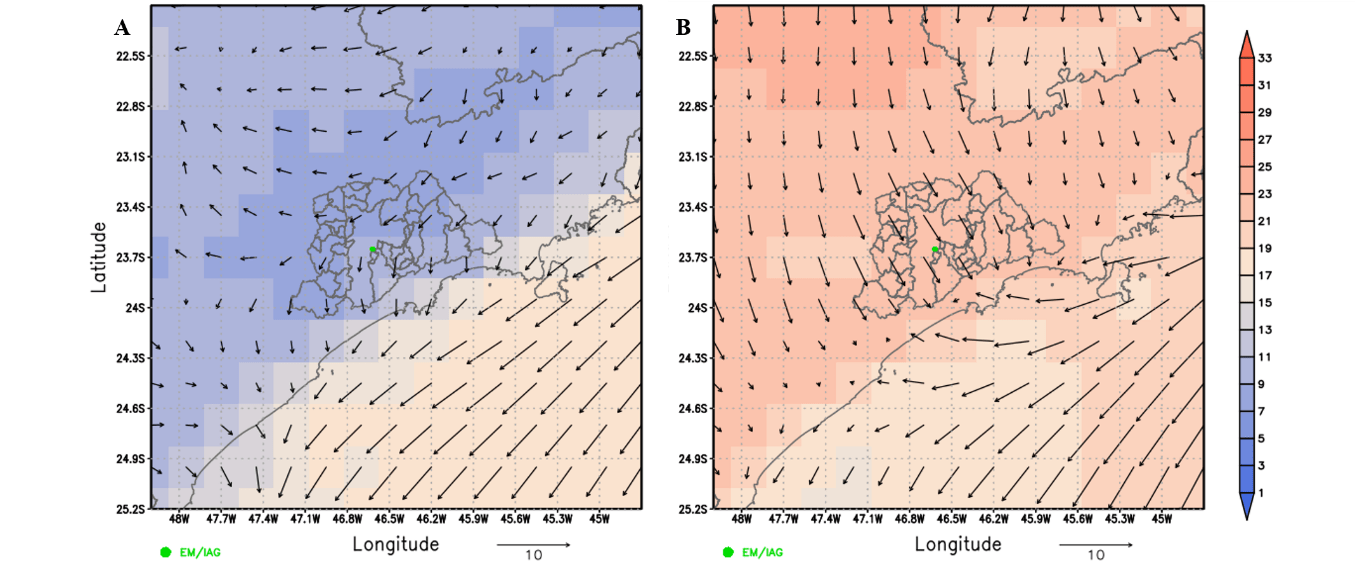 A
22.5S
22.8S
23.1S
23.4S
23.7S
24S
24.3S
24.6S
24.9S
25.2S
Latitude
48W 47.7W 47.4W 47.1W 46.8W 46.5W 46.2W 45.9W 45.6W 45W
Longitude
EM/IAG
10
B
22.5S
22.8S
23.1S
23.4S
23.7S
24S
24.3S
24.6S
24.9S
25.2S
48W 47.7W 47.4W 47.1W 46.8W 46.5W 46.2W 45.9W 45.6W 45W
Longitude
EM/IAG
10
33
31
29
27
25
23
21
19
17
15
13
11
9
7
5
3
1